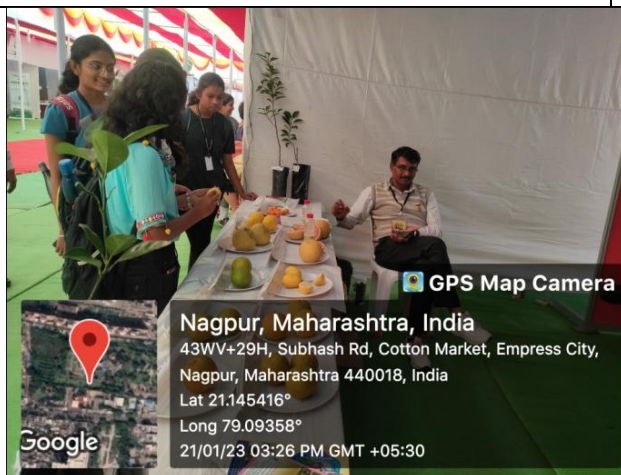 GPS Map Camera
Nagpur, Maharashtra, India
43WV+29H, Subhash Rd, Cotton Market, Empress City,
Nagpur, Maharashtra 440018, India
Lat 21.145416°
Long 79.09358°
21/01/23 03:26 PM GMT +05:30
Google